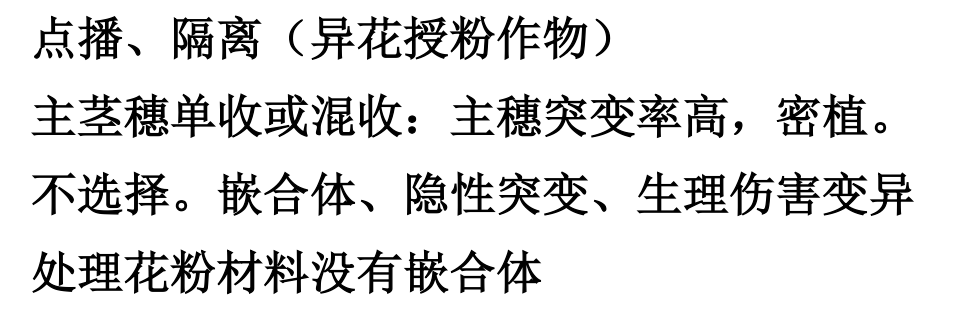 点播、隔离（异花授粉作物）
主茎穗单收或混收：主穗突变率高，密植。
不选择。嵌合体、隐性突变、生理伤害变异
处理花粉材料没有嵌合体